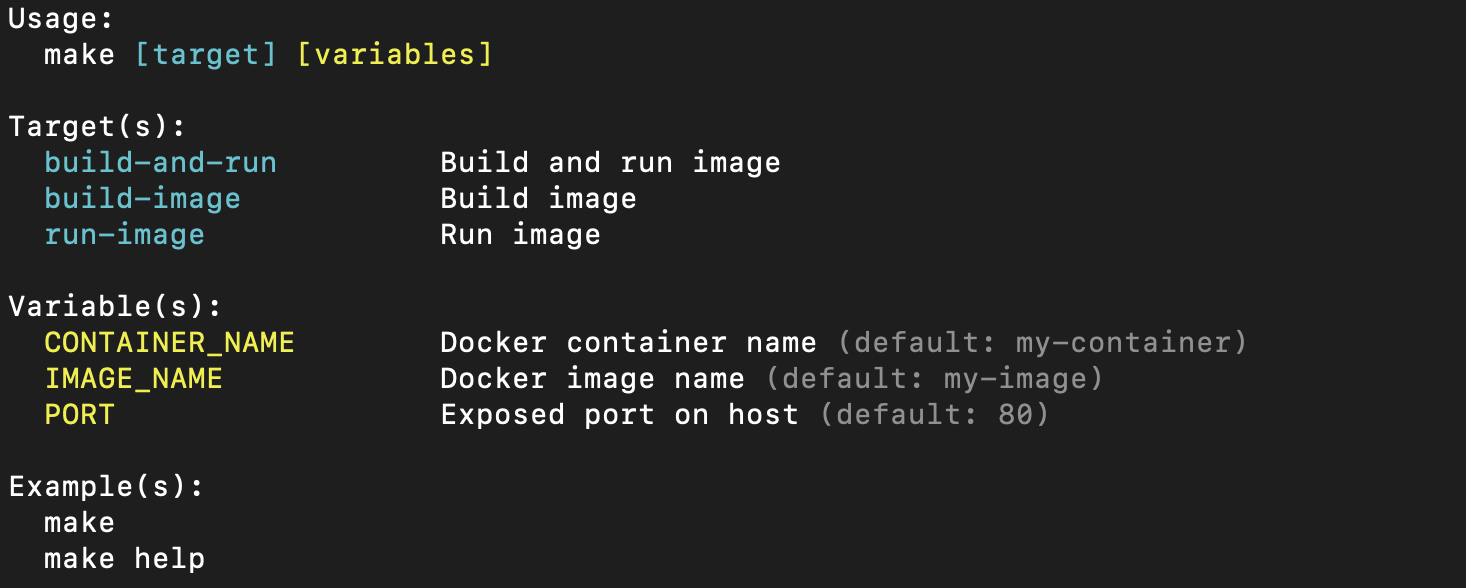 Usage:
  make [target] [variables]

Target(s):
  build-and-run         Build and run image
  build-image           Build image
  run-image             Run image

Variable(s):
  CONTAINER_NAME        Docker container name (default: my-container)
  IMAGE_NAME            Docker image name (default: my-image)
  PORT                  Exposed port on host (default: 80)

Example(s):
  make
  make help